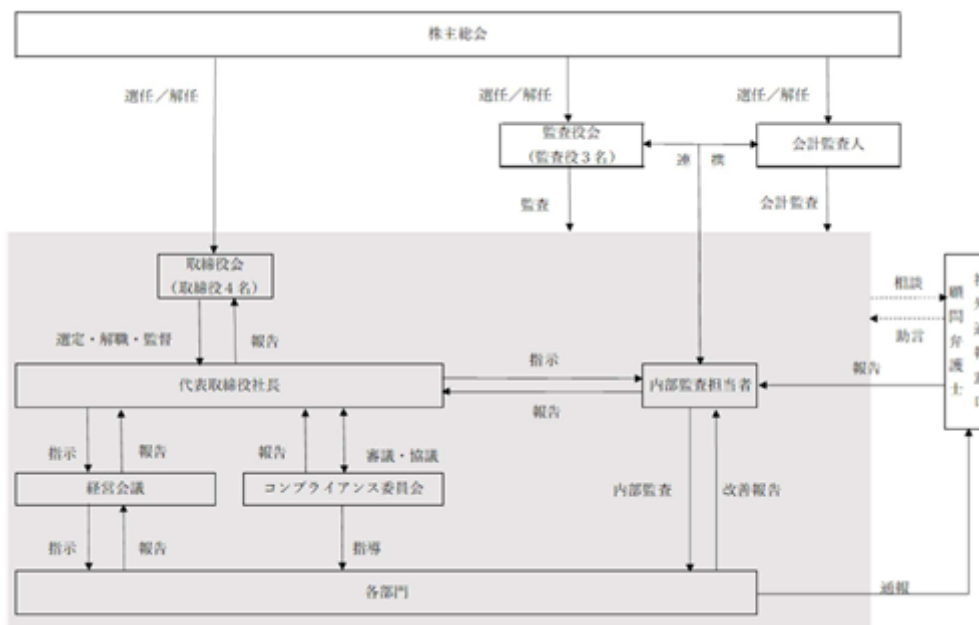 株主総会
選任／解任
選任／解任
選任／解任
監査役会
（監査役３名）
会計監査人
連 携
監査
会計監査
取締役会
（取締役４名）
相談
助言
顧問弁護士
選定・解職・監督
報告
指示
報告
代表取締役社長
内部監査担当者
報告
指示
報告
報告
審議・協議
経営会議
コンプライアンス委員会
内部監査
改善報告
指示
報告
指導
各部門
通報